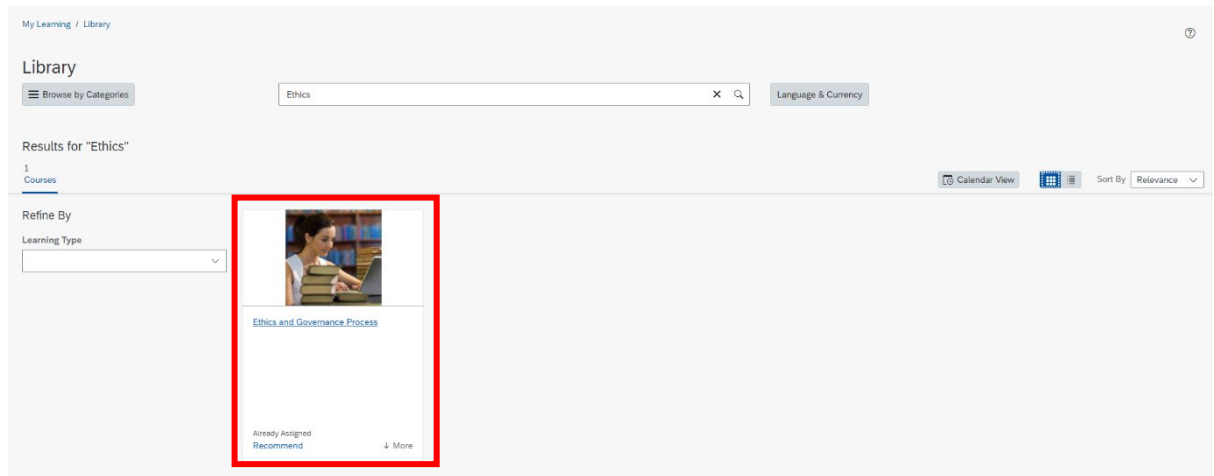 My Learning / Library
Library
Browse by Categories
Ethics
Language & Currency
Results for "Ethics"
1
Courses
Calendar View
Sort By Relevance
Refine By
Learning Type
Ethics and Governance Process
Already Assigned
Recommend ↓ More